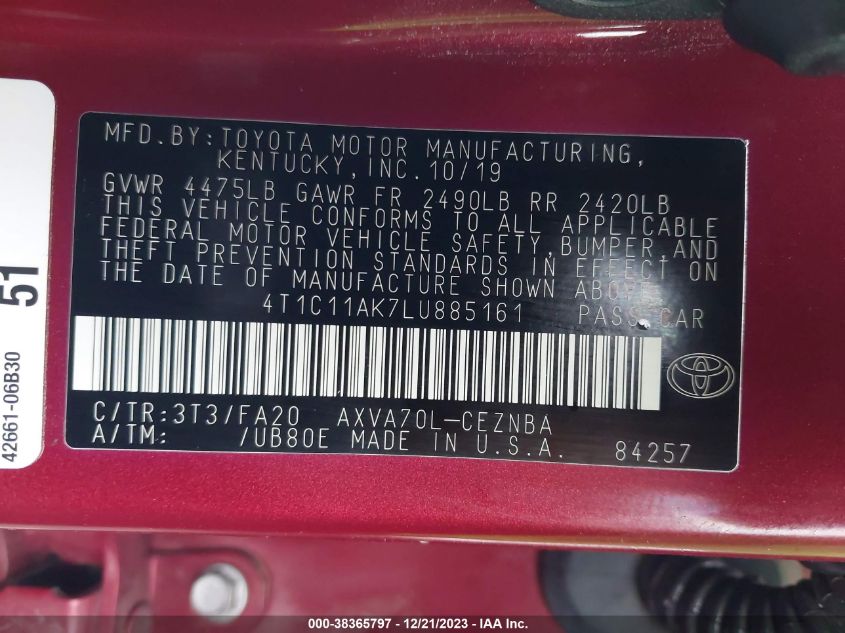 MFD.BY:TOYOTA MOTOR MANUFACTURING,
KENTUCKY,INC.10/19
GVWR 4475LB GAWR FR 2490LB RR 2420LB
THIS VEHICLE CONFORMS TO ALL APPLICABLE
FEDERAL MOTOR VEHICLE SAFETY,BUMPER,AND
THEFT PREVENTION STANDARDS IN EFFECT ON
THE DATE OF MANUFACTURE SHOWN ABOVE.
4T1C11AK7LU885161 PASS.CAR
C/TR:3T3/FA20 AXVA70L-CEZNBA
A/TM: /UB80E MADE IN U.S.A. 84257
51
42661-06B30
000-38365797 - 12/21/2023 - IAA Inc.